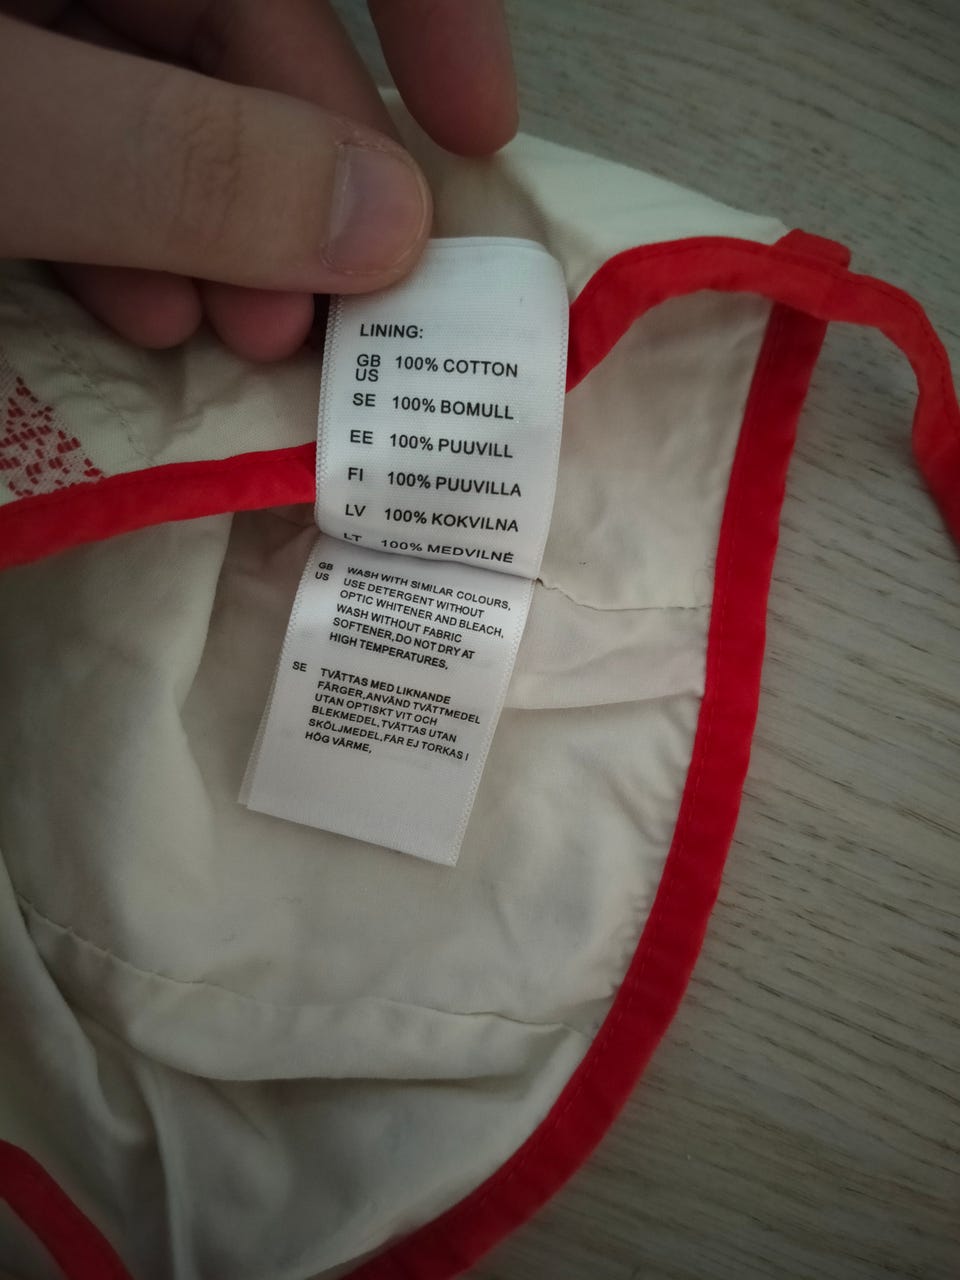 LINING:
GB US 100% COTTON
SE 100% BOMULL
EE 100% PUUVILL
FI 100% PUUVILLA
LV 100% KOKVILNA
LT 100% MEDVILNĖ
GB US WASH WITH SIMILAR COLOURS,
USE DETERGENT WITHOUT
OPTIC WHITENER AND BLEACH,
WASH WITHOUT FABRIC
SOFTENER,DO NOT DRY AT
HIGH TEMPERATURES,
SE TVÄTTAS MED LIKNANDE
FÄRGER,ANVÄND TVÄTTMEDEL
UTAN OPTISKT VIT OCH
BLEKMEDEL,TVÄTTAS UTAN
SKÖLJMEDEL,FÅR EJ TORKAS I
HÖG VÄRME,